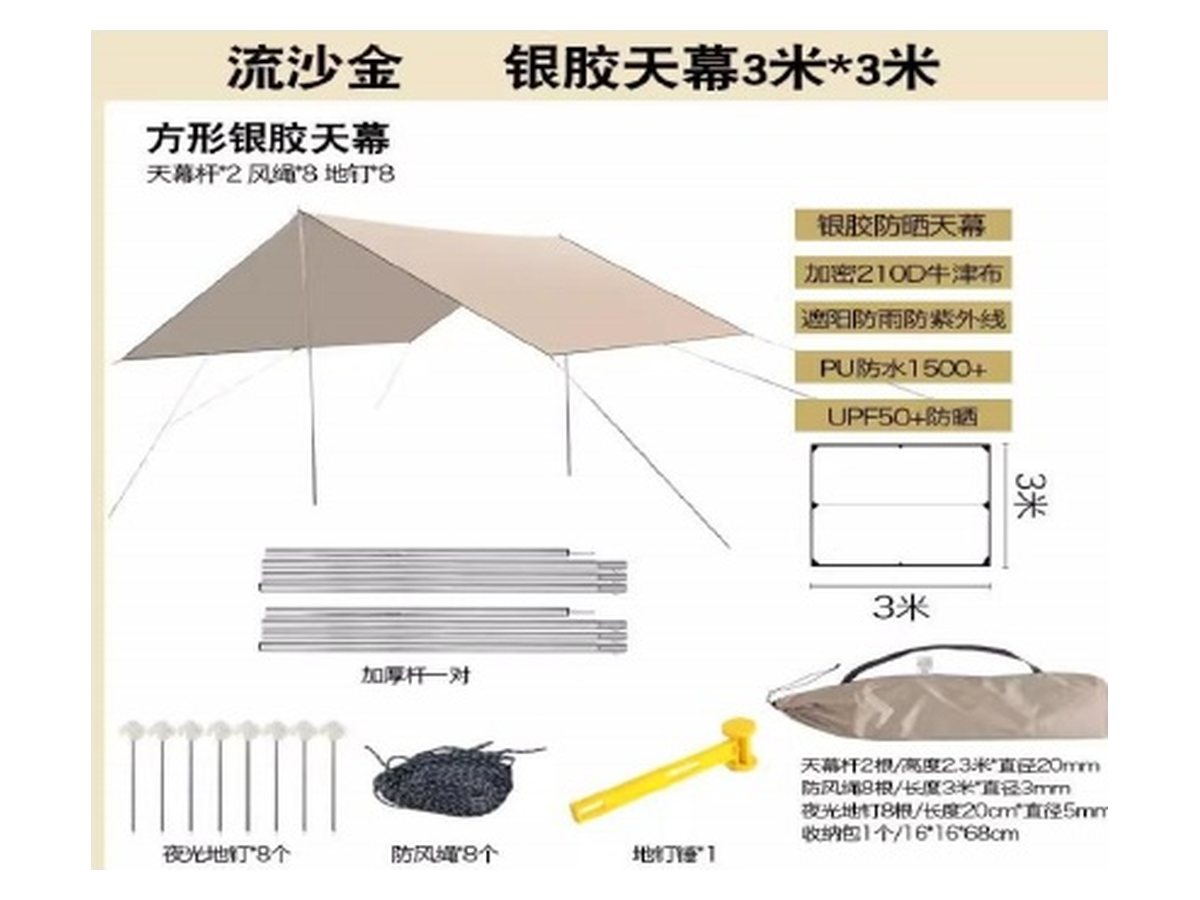 流沙金 银胶天幕3米*3米
方形银胶天幕
天幕杆*2 风绳*8 地钉*8
银胶防晒天幕
加密210D牛津布
遮阳防雨防紫外线
PU防水1500+
UPF50+防晒
3米
3米
加厚杆一对
天幕杆2根/高度2.3米*直径20mm
防风绳8根/长度3米*直径3mm
夜光地钉8根/长度20cm*直径5mm
收纳包1个/16*16*68cm
夜光地钉*8个
防风绳*8个
地钉锤*1